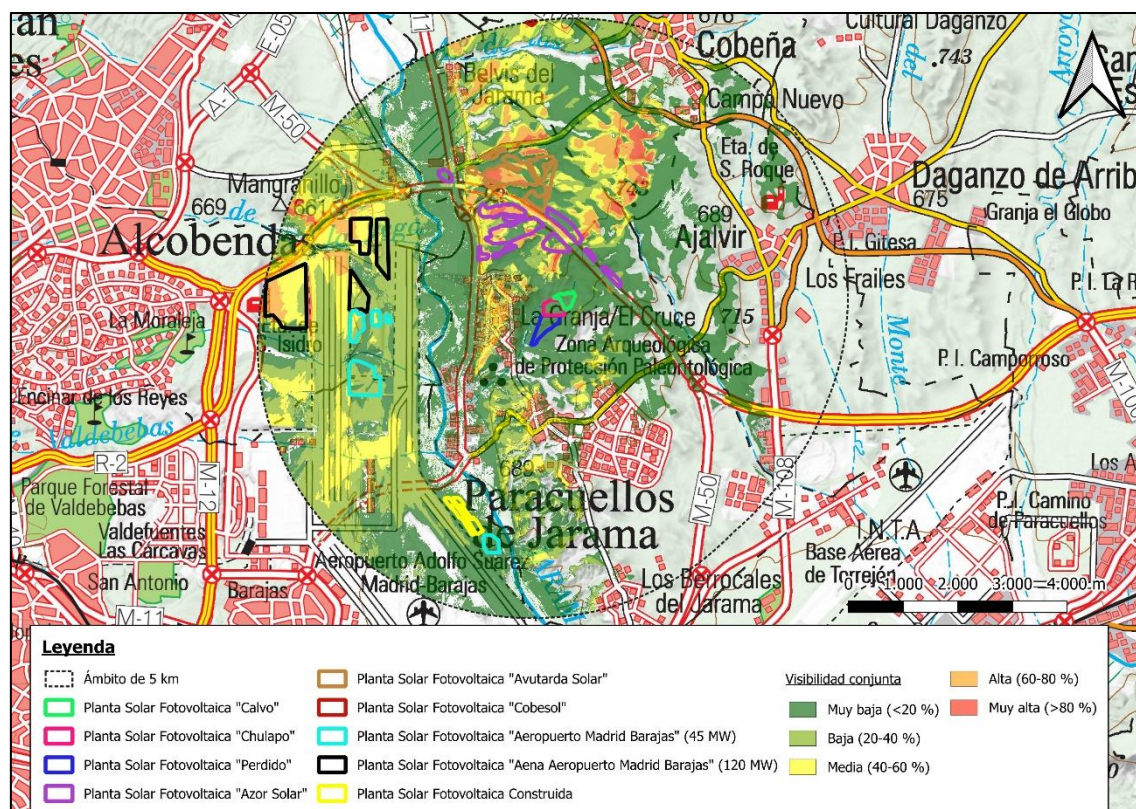 676
Cultural Daganzo
Cobeña
743
Belvis del
Jarama
Campo Nuevo
Eta. de
S. Roque
A-1
M-50
E-05
Mangranillo
661
669
Alcobenda
Daganzo de Arrib
675
Granja el Globo
689
Ajalvir
P. I. Gitesa
Los Frailes
La Moraleja
Isidro
La Granja/El Cruce
715
Zona Arqueológica
de Protección Paleontológica
Monte
P. I. Camporroso
Encinar de los Reyes
Valdebebas
R-2
M-12
Parque Forestal
de Valdebebas
Valdefuentes
Las Cárcavas
San Antonio
Barajas
M-11
Paracuellos
de Jarama
Aeropuerto Adolfo Suárez
Madrid-Barajas
M-50
M-108
Los Berrocales
del Jarama
I.N.T.A.
Base Aérea
de Torrejón
P.I. Camino
de Paracuellos
0 1.000 2.000 3.000 4.000 m
Leyenda
Ámbito de 5 km
Planta Solar Fotovoltaica "Calvo"
Planta Solar Fotovoltaica "Chulapo"
Planta Solar Fotovoltaica "Perdido"
Planta Solar Fotovoltaica "Azor Solar"
Planta Solar Fotovoltaica "Avutarda Solar"
Planta Solar Fotovoltaica "Cobesol"
Planta Solar Fotovoltaica "Aeropuerto Madrid Barajas" (45 MW)
Planta Solar Fotovoltaica "Aena Aeropuerto Madrid Barajas" (120 MW)
Planta Solar Fotovoltaica Construida
Visibilidad conjunta
Muy baja (<20 %)
Baja (20-40 %)
Media (40-60 %)
Alta (60-80 %)
Muy alta (>80 %)